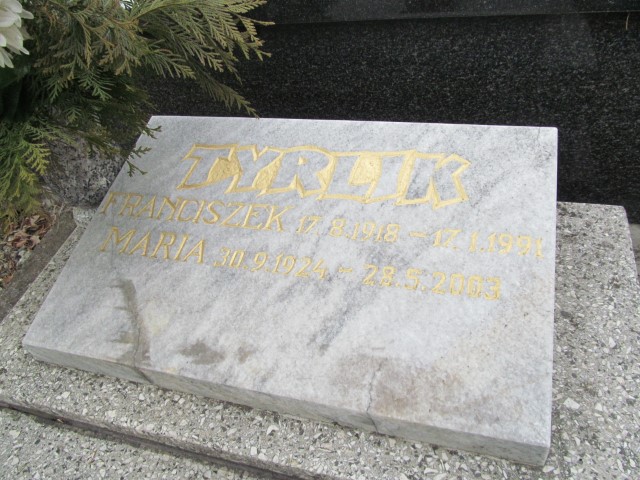 TYRLIK
FRANCISZEK 17.8.1918 - 17.1.1991
MARIA 30.9.1924 - 28.5.2003